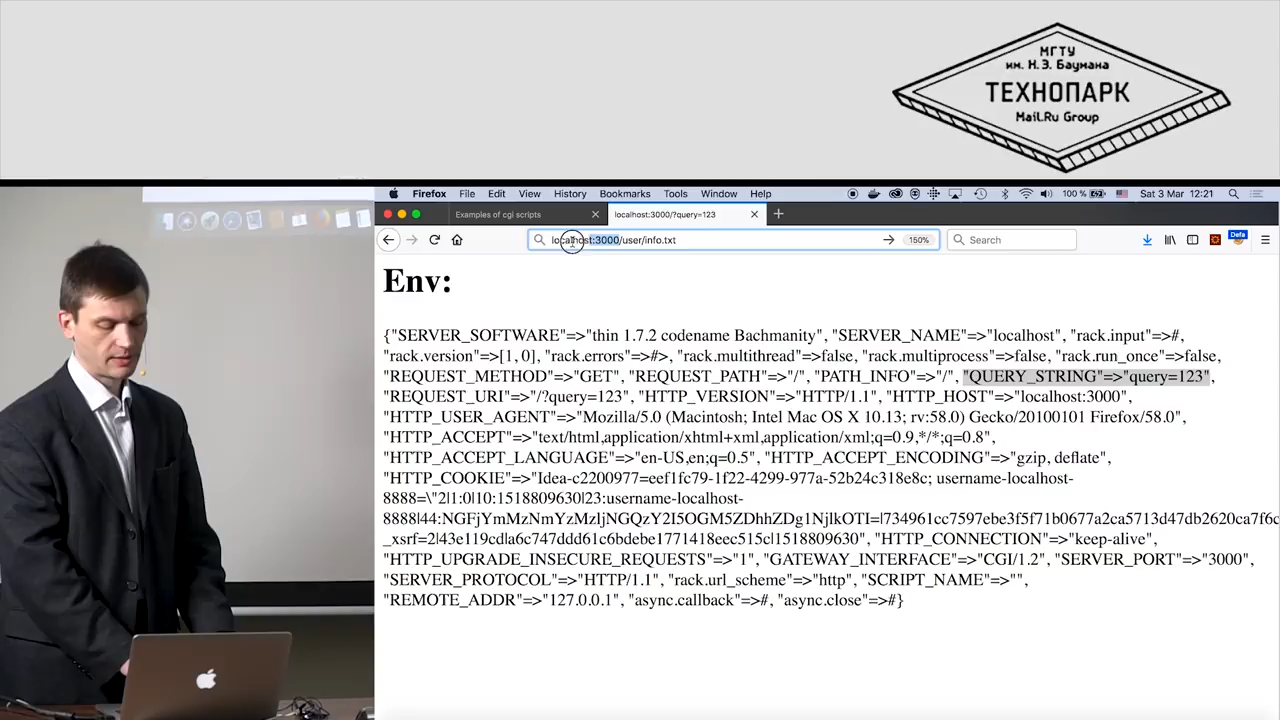 МГТУ
им. Н.Э. Баумана
ТЕХНОПАРК
Mail.Ru Group
Firefox File Edit View History Bookmarks Tools Window Help 100 % Sat 3 Mar 12:21
Examples of cgi scripts localhost:3000/?query=123
localhost:3000/user/info.txt 150% Search Defa
Env:
{"SERVER_SOFTWARE"=>"thin 1.7.2 codename Bachmanity", "SERVER_NAME"=>"localhost", "rack.input"=>#,
"rack.version"=>[1, 0], "rack.errors"=>#>, "rack.multithread"=>false, "rack.multiprocess"=>false, "rack.run_once"=>false,
"REQUEST_METHOD"=>"GET", "REQUEST_PATH"=>"/", "PATH_INFO"=>"/", "QUERY_STRING"=>"query=123",
"REQUEST_URI"=>"/?query=123", "HTTP_VERSION"=>"HTTP/1.1", "HTTP_HOST"=>"localhost:3000",
"HTTP_USER_AGENT"=>"Mozilla/5.0 (Macintosh; Intel Mac OS X 10.13; rv:58.0) Gecko/20100101 Firefox/58.0",
"HTTP_ACCEPT"=>"text/html,application/xhtml+xml,application/xml;q=0.9,*/*;q=0.8",
"HTTP_ACCEPT_LANGUAGE"=>"en-US,en;q=0.5", "HTTP_ACCEPT_ENCODING"=>"gzip, deflate",
"HTTP_COOKIE"=>"Idea-c2200977=eef1fc79-1f22-4299-977a-52b24c318e8c; username-localhost-
8888=\"2|1:0|10:1518809630|23:username-localhost-
8888|44:NGFjYmMzNmYzMzljNGQzY2I5OGM5ZDhhZDg1NjlkOTI=|734961cc7597ebe3f5f71b0677a2ca5713d47db2620ca7f6c
_xsrf=2|43e119cd|a6c747ddd61c6bdebe1771418eec515c|1518809630", "HTTP_CONNECTION"=>"keep-alive",
"HTTP_UPGRADE_INSECURE_REQUESTS"=>"1", "GATEWAY_INTERFACE"=>"CGI/1.2", "SERVER_PORT"=>"3000",
"SERVER_PROTOCOL"=>"HTTP/1.1", "rack.url_scheme"=>"http", "SCRIPT_NAME"=>"",
"REMOTE_ADDR"=>"127.0.0.1", "async.callback"=>#, "async.close"=>#}